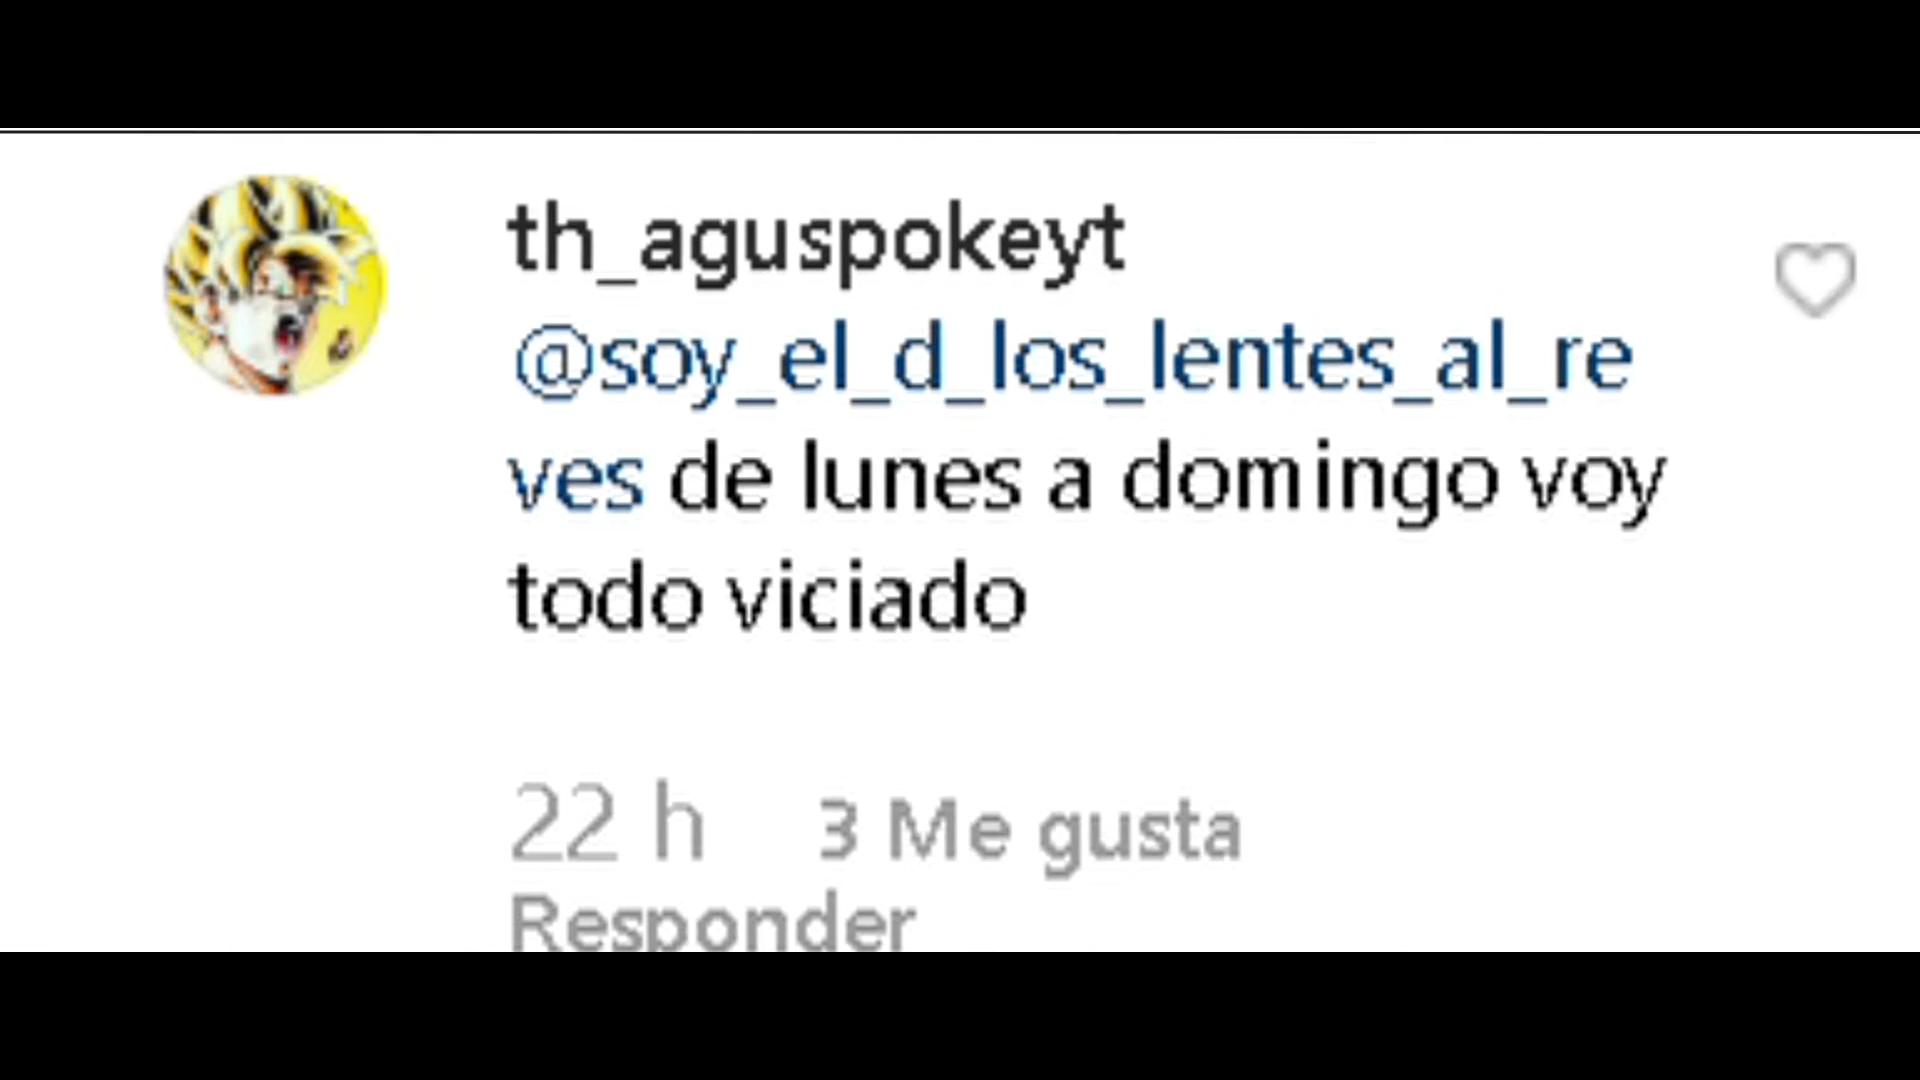 th_aguspokeyt
@soy_el_d_los_lentes_al_re
ves de lunes a domingo voy
todo viciado
22 h 3 Me gusta
Responder